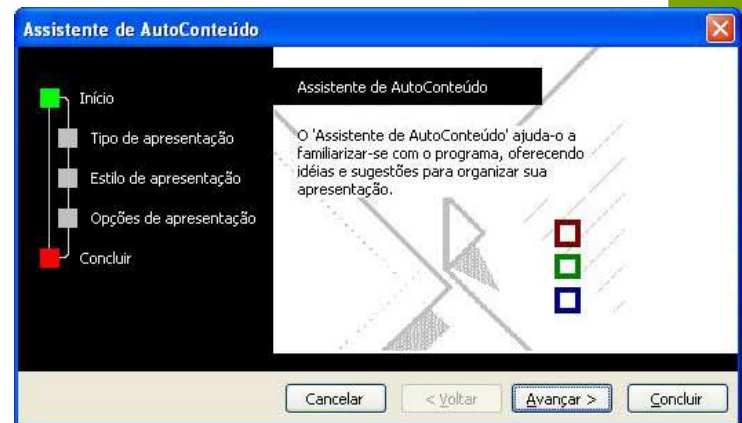 Assistente de AutoConteúdo
Início
Tipo de apresentação
Estilo de apresentação
Opções de apresentação
Concluir
Assistente de AutoConteúdo
O 'Assistente de AutoConteúdo' ajuda-o a
familiarizar-se com o programa, oferecendo
idéias e sugestões para organizar sua
apresentação.
Cancelar
< Voltar
Avançar >
Concluir